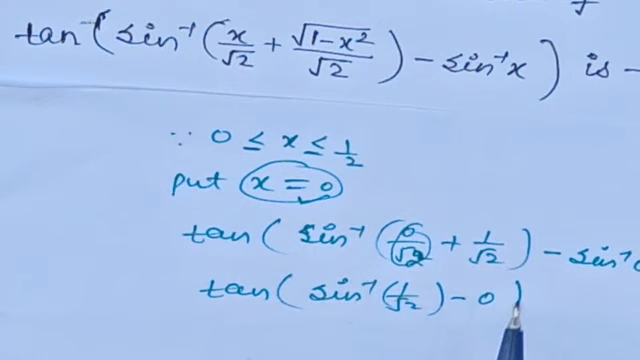 tan(sin⁻¹(x/√2 + √(1-x²)/√2) - sin⁻¹x) is -
∵ 0 ≤ x ≤ 1/2
put x = 0
tan(sin⁻¹(0/√2 + 1/√2) - sin⁻¹0
tan(sin⁻¹(1/√2) - 0)